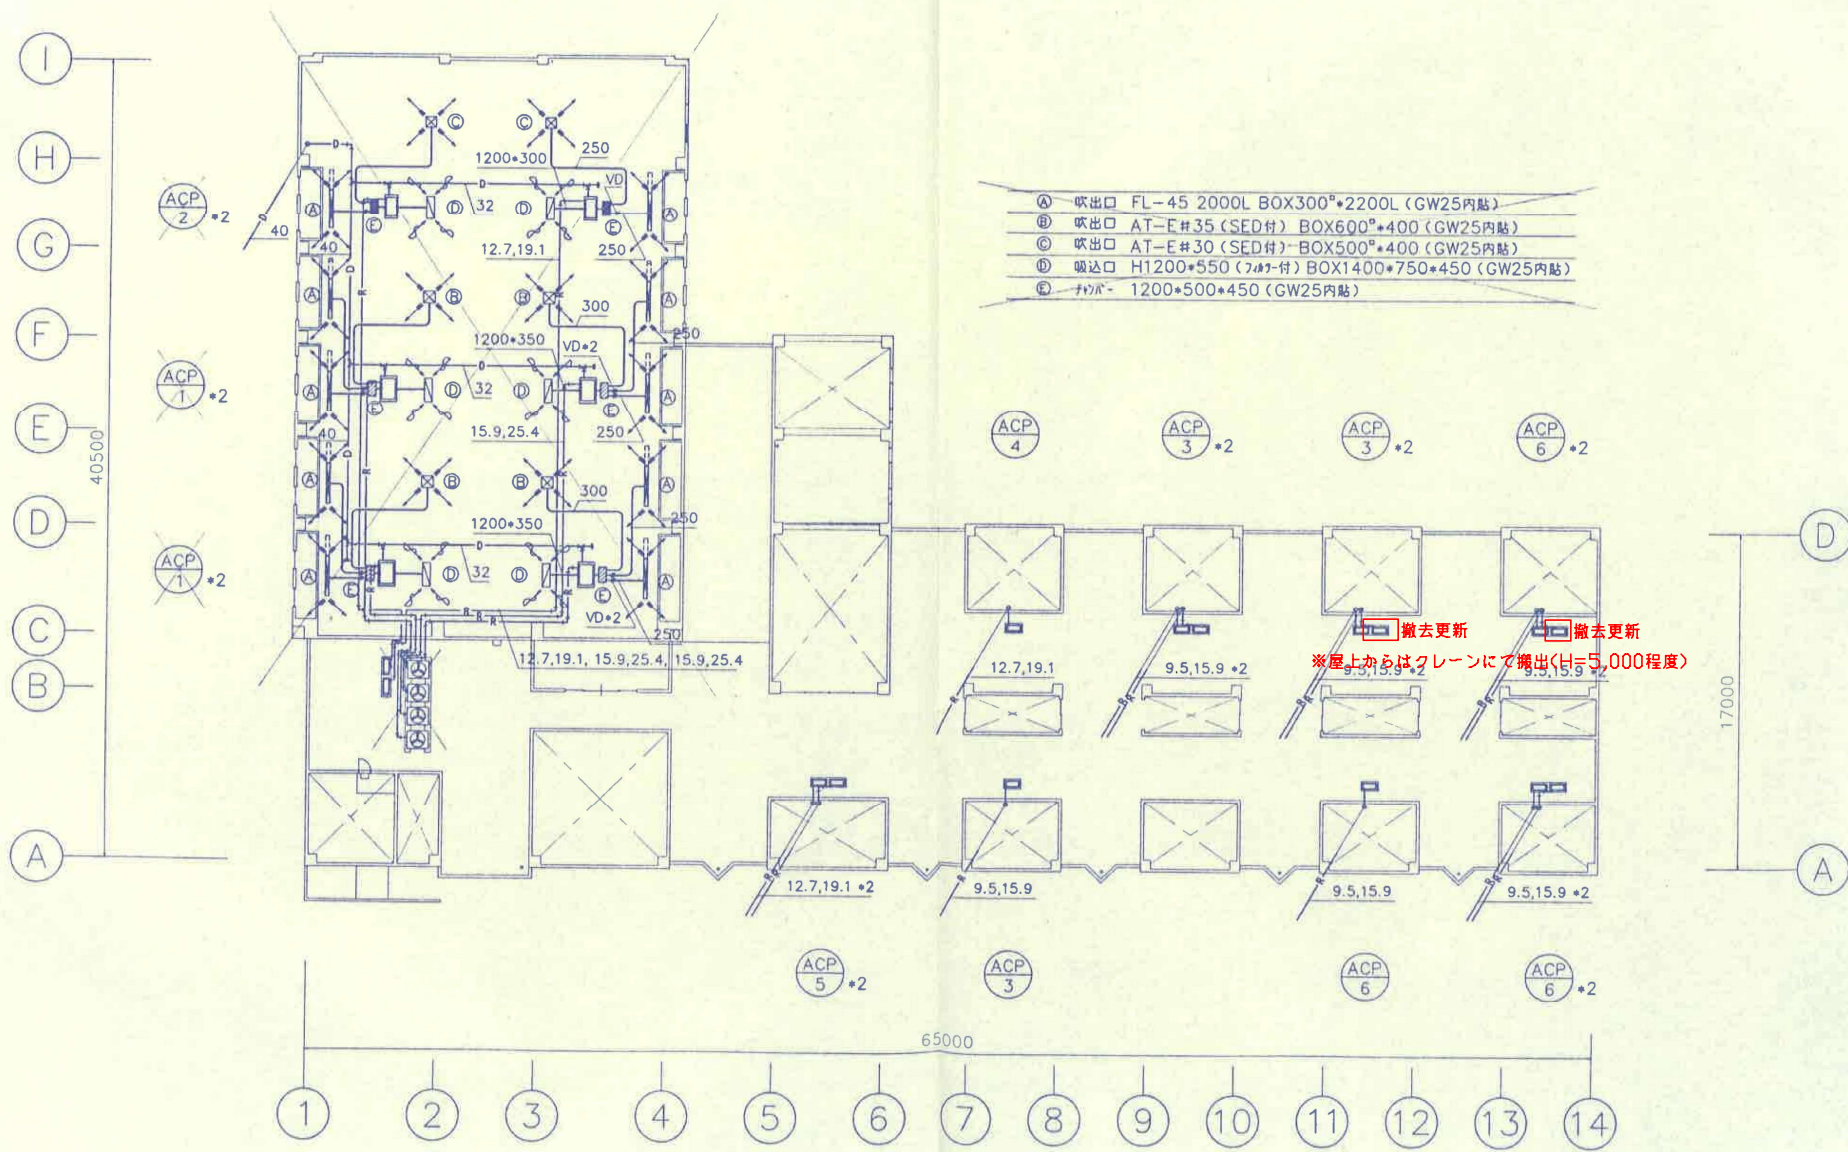 I
H
G
F
E
D
C
B
A
40500
ACP
2 *2
ACP
1 *2
ACP
1 *2
Ⓒ Ⓒ
D
1200*300
250
VD
D
32
Ⓐ Ⓔ Ⓓ Ⓓ Ⓔ
D
40
40
12.7,19.1
250
Ⓐ Ⓑ Ⓑ Ⓐ
D
R
R
300
250
1200*350
VD*2
D
32
Ⓐ Ⓔ Ⓓ Ⓓ Ⓔ Ⓐ
40
15.9,25.4
250
D
R
R
Ⓐ Ⓑ Ⓑ Ⓐ
300
250
1200*350
D
32
Ⓐ Ⓔ Ⓓ Ⓓ Ⓔ Ⓐ
R R R
VD*2
250
12.7,19.1, 15.9,25.4, 15.9,25.4
Ⓐ 吹出口 FL-45 2000L BOX300□*2200L (GW25内貼)
Ⓑ 吹出口 AT-E#35 (SED付) BOX600□*400 (GW25内貼)
Ⓒ 吹出口 AT-E#30 (SED付) BOX500□*400 (GW25内貼)
Ⓓ 吸込口 H1200*550 (フィルター付) BOX1400*750*450 (GW25内貼)
Ⓔ チャンバー 1200*500*450 (GW25内貼)
ACP
4
ACP
3 *2
ACP
3 *2
ACP
6 *2
D
撤去更新
撤去更新
※屋上からはクレーンにて搬出(H=5,000程度)
12.7,19.1
9.5,15.9 *2
9.5,15.9 *2
9.5,15.9 *2
R
R
R
R
R
R
R
17000
12.7,19.1 *2
9.5,15.9
9.5,15.9
9.5,15.9 *2
R
R
R
R
R
R
A
ACP
5 *2
ACP
3
ACP
6
ACP
6 *2
65000
1 2 3 4 5 6 7 8 9 10 11 12 13 14